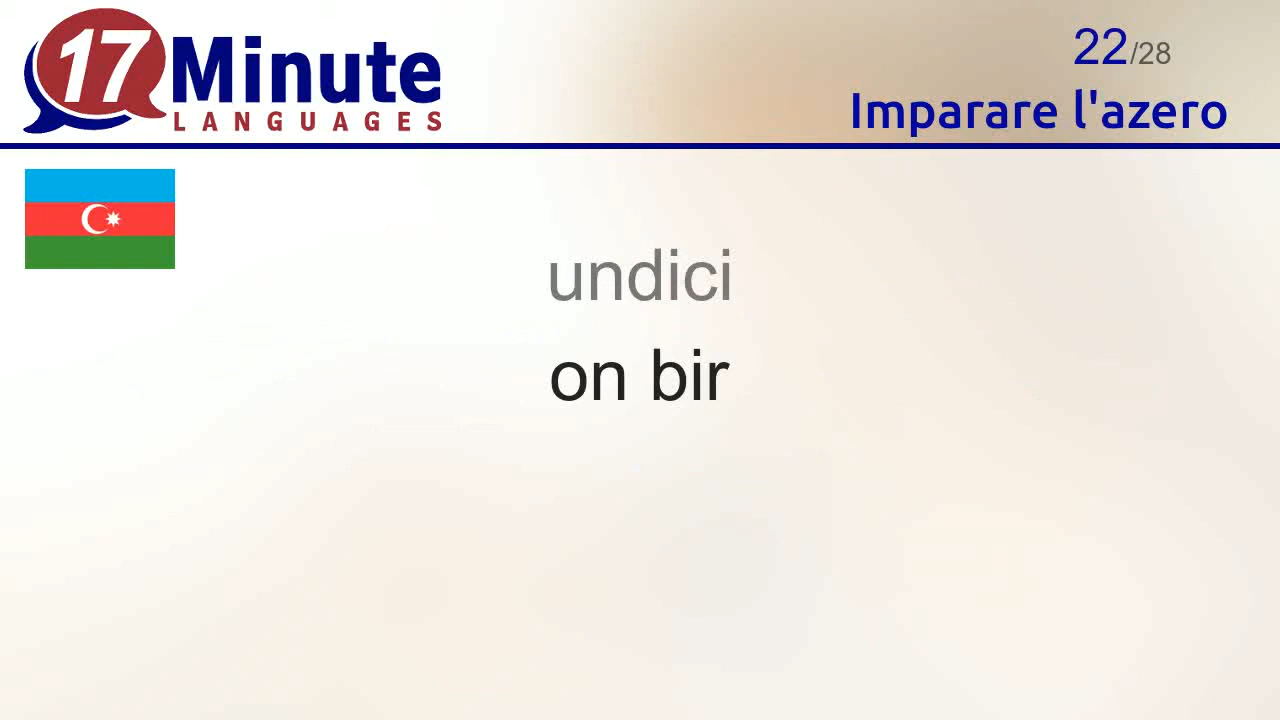 17 Minute
LANGUAGES
22/28
Imparare l'azero
undici
on bir